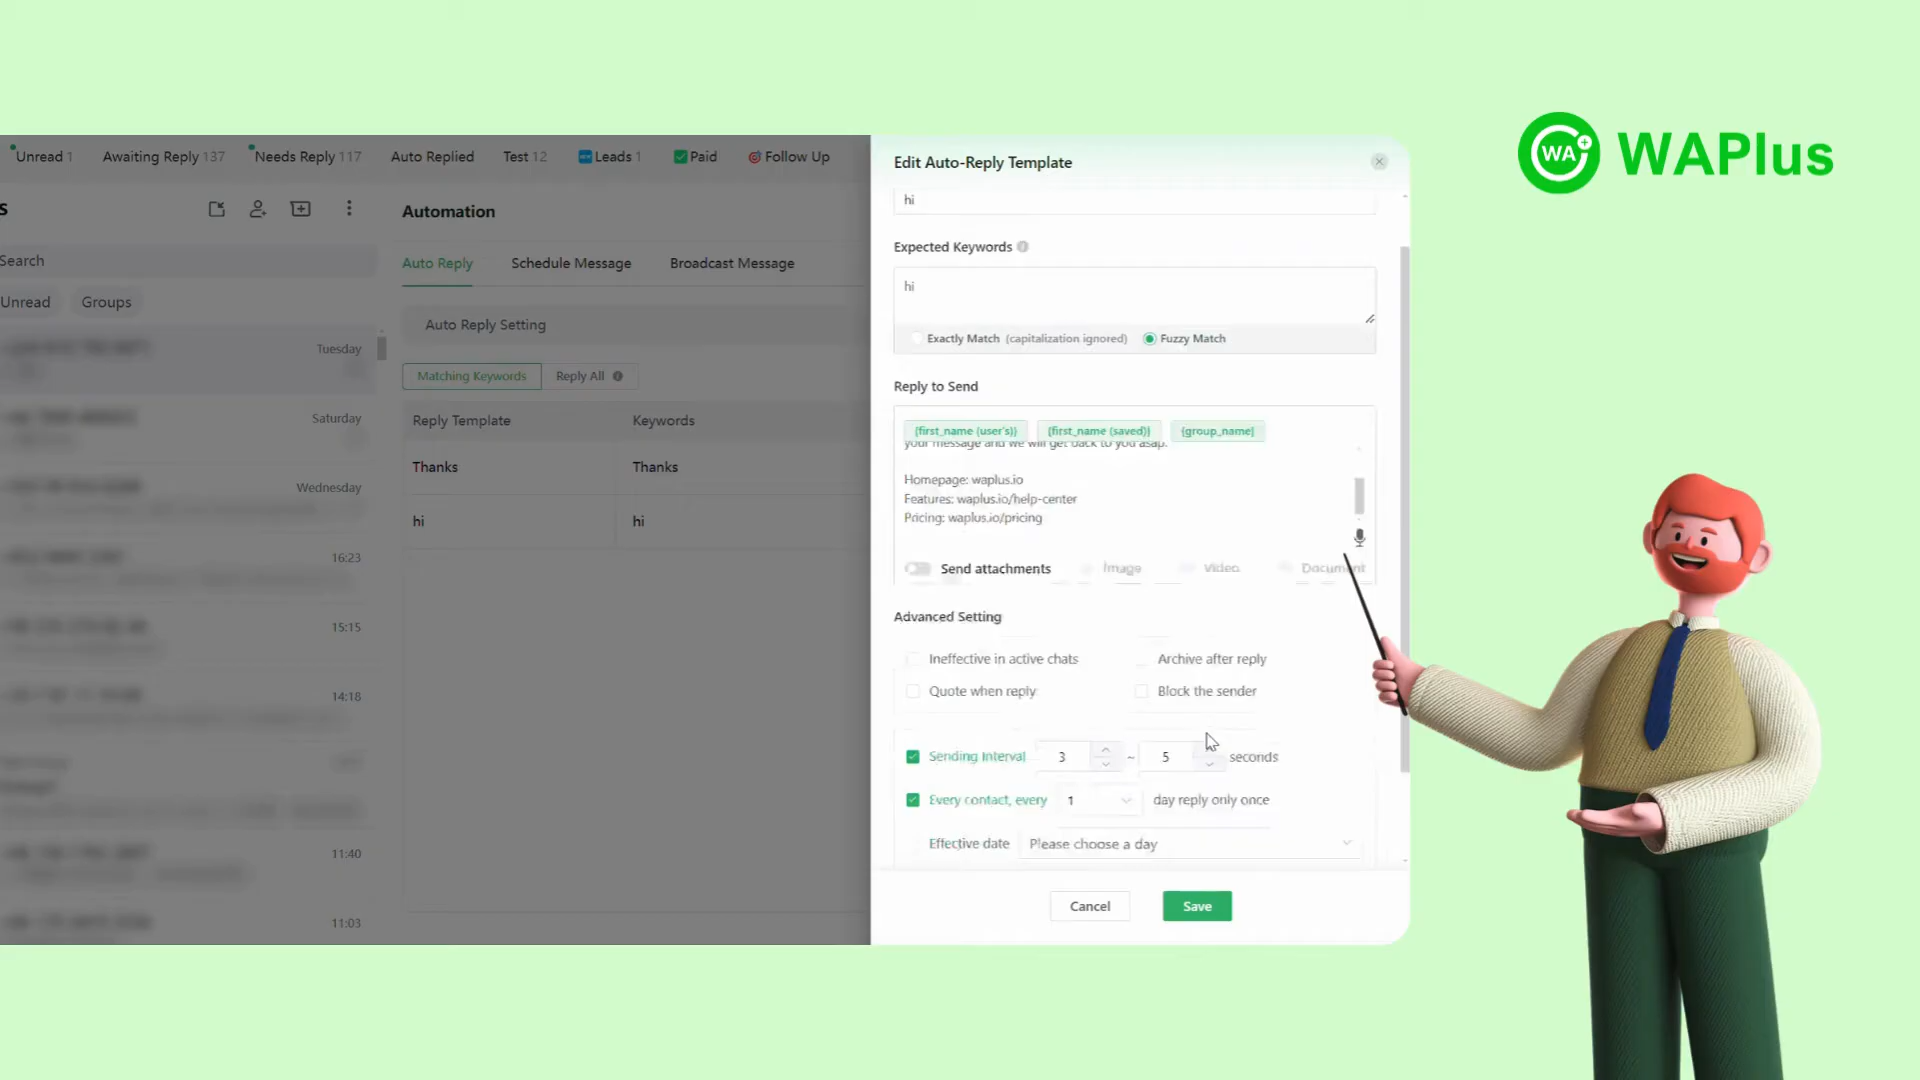 WA+
WAPlus
Unread 1
Awaiting Reply 137
Needs Reply 117
Auto Replied
Test 12
Leads 1
Paid
Follow Up
s
Search
Unread
Groups
Tuesday
Saturday
Wednesday
16:23
15:15
14:18
11:40
11:03
Automation
Auto Reply
Schedule Message
Broadcast Message
Auto Reply Setting
Matching Keywords
Reply All
Reply Template
Keywords
Thanks
Thanks
hi
hi
Edit Auto-Reply Template
hi
Expected Keywords
hi
Exactly Match (capitalization ignored)
Fuzzy Match
Reply to Send
{first_name (user's)}
{first_name (saved)}
{group_name}
your message and we will get back to you asap.
Homepage: waplus.io
Features: waplus.io/help-center
Pricing: waplus.io/pricing
Send attachments
Image
Video
Document
Advanced Setting
Ineffective in active chats
Archive after reply
Quote when reply
Block the sender
Sending Interval 3 ~ 5 seconds
Every contact, every 1 day reply only once
Effective date Please choose a day
Cancel
Save